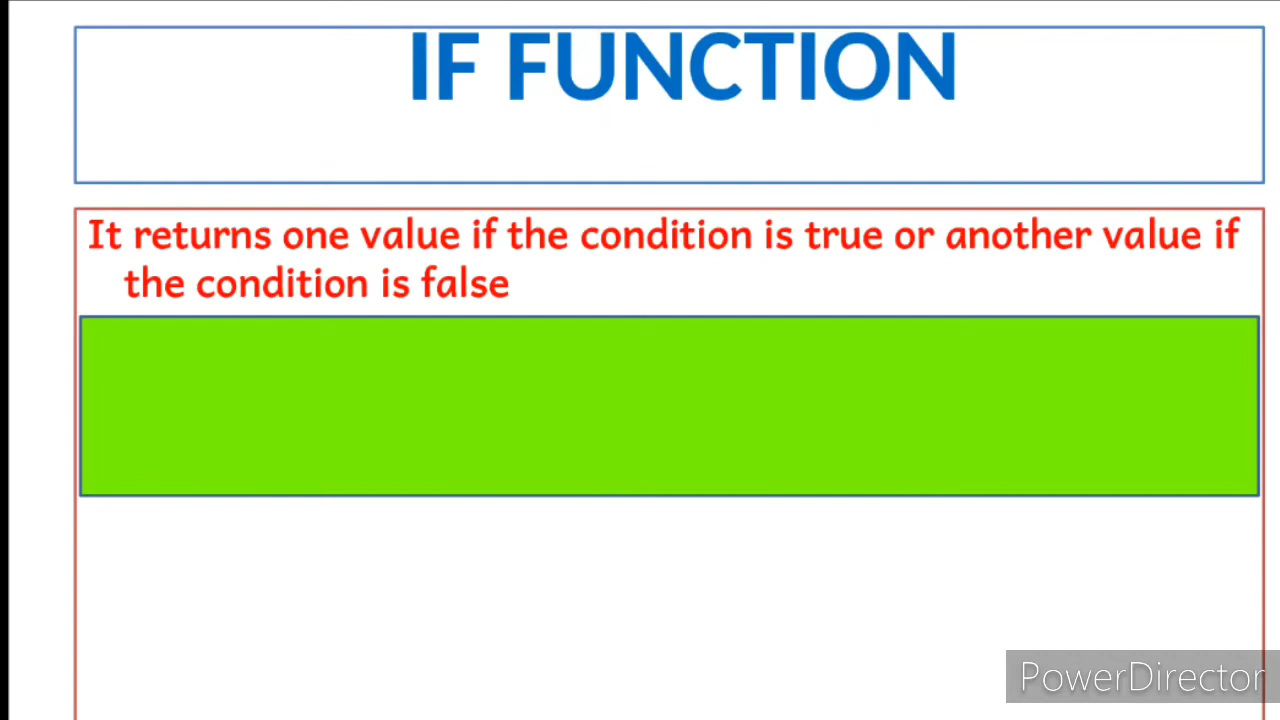 IF FUNCTION
It returns one value if the condition is true or another value if
the condition is false
PowerDirector